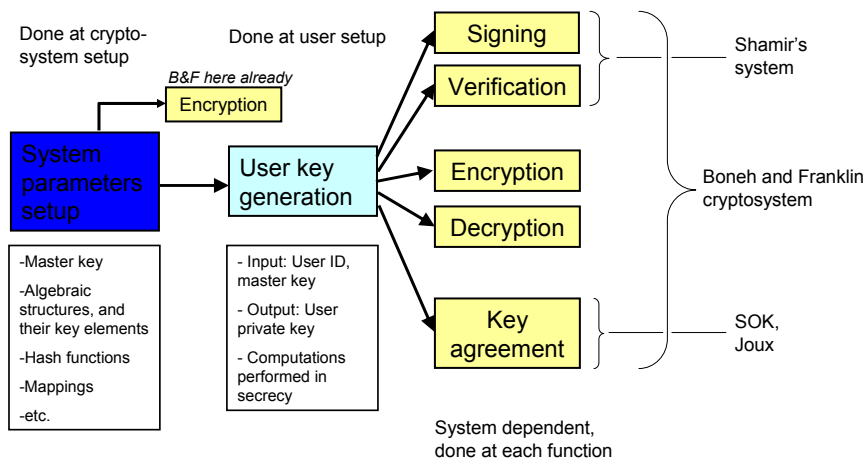 Done at crypto-
system setup
B&F here already
Encryption
System
parameters
setup
-Master key
-Algebraic
structures, and
their key elements
-Hash functions
-Mappings
-etc.
Done at user setup
User key
generation
- Input: User ID,
master key
- Output: User
private key
- Computations
performed in
secrecy
Signing
Verification
Encryption
Decryption
Key
agreement
System dependent,
done at each function
Shamir's
system
Boneh and Franklin
cryptosystem
SOK,
Joux